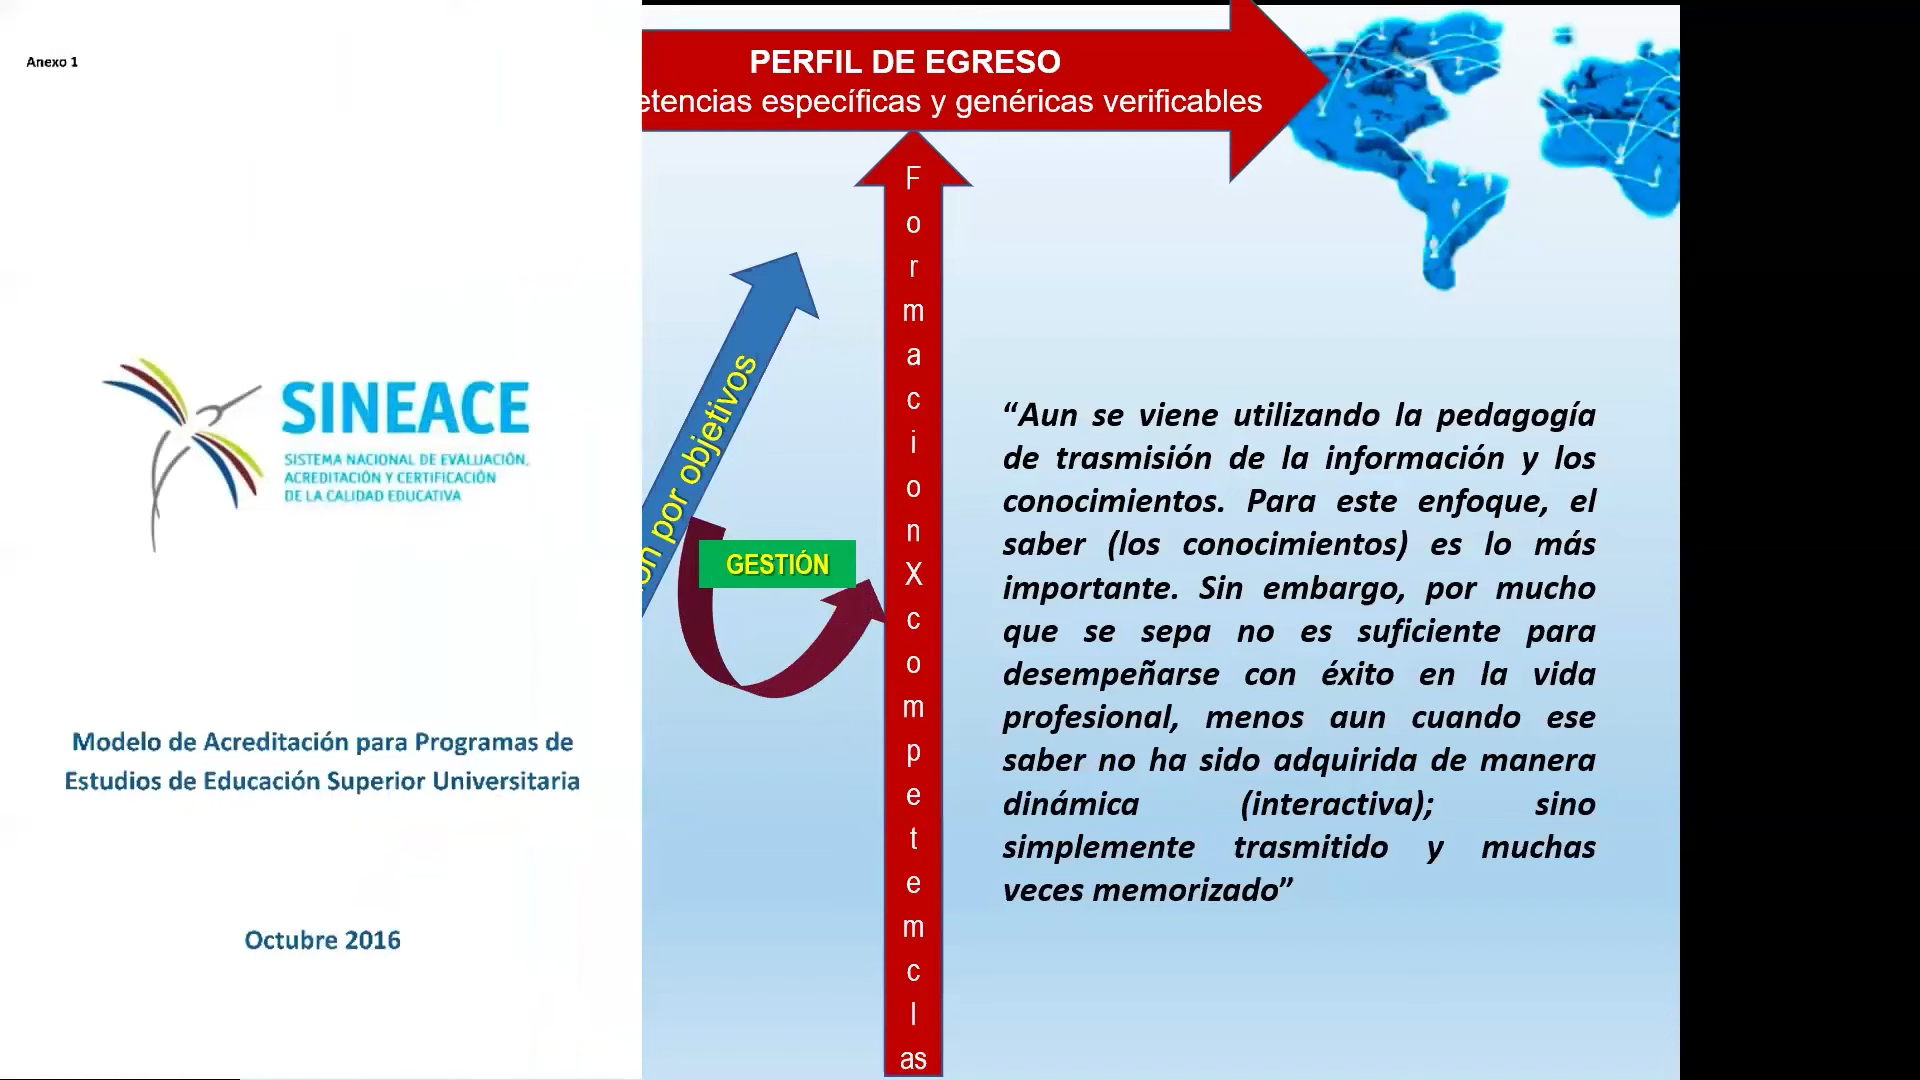 Anexo 1
SINEACE
SISTEMA NACIONAL DE EVALUACIÓN,
ACREDITACIÓN Y CERTIFICACIÓN
DE LA CALIDAD EDUCATIVA
Modelo de Acreditación para Programas de
Estudios de Educación Superior Universitaria
Octubre 2016
PERFIL DE EGRESO
etencias específicas y genéricas verificables
ón por objetivos
GESTIÓN
F
o
r
m
a
c
i
o
n
X
c
o
m
p
e
t
e
m
c
I
as
“Aun se viene utilizando la pedagogía
de trasmisión de la información y los
conocimientos. Para este enfoque, el
saber (los conocimientos) es lo más
importante. Sin embargo, por mucho
que se sepa no es suficiente para
desempeñarse con éxito en la vida
profesional, menos aun cuando ese
saber no ha sido adquirida de manera
dinámica (interactiva); sino
simplemente trasmitido y muchas
veces memorizado”